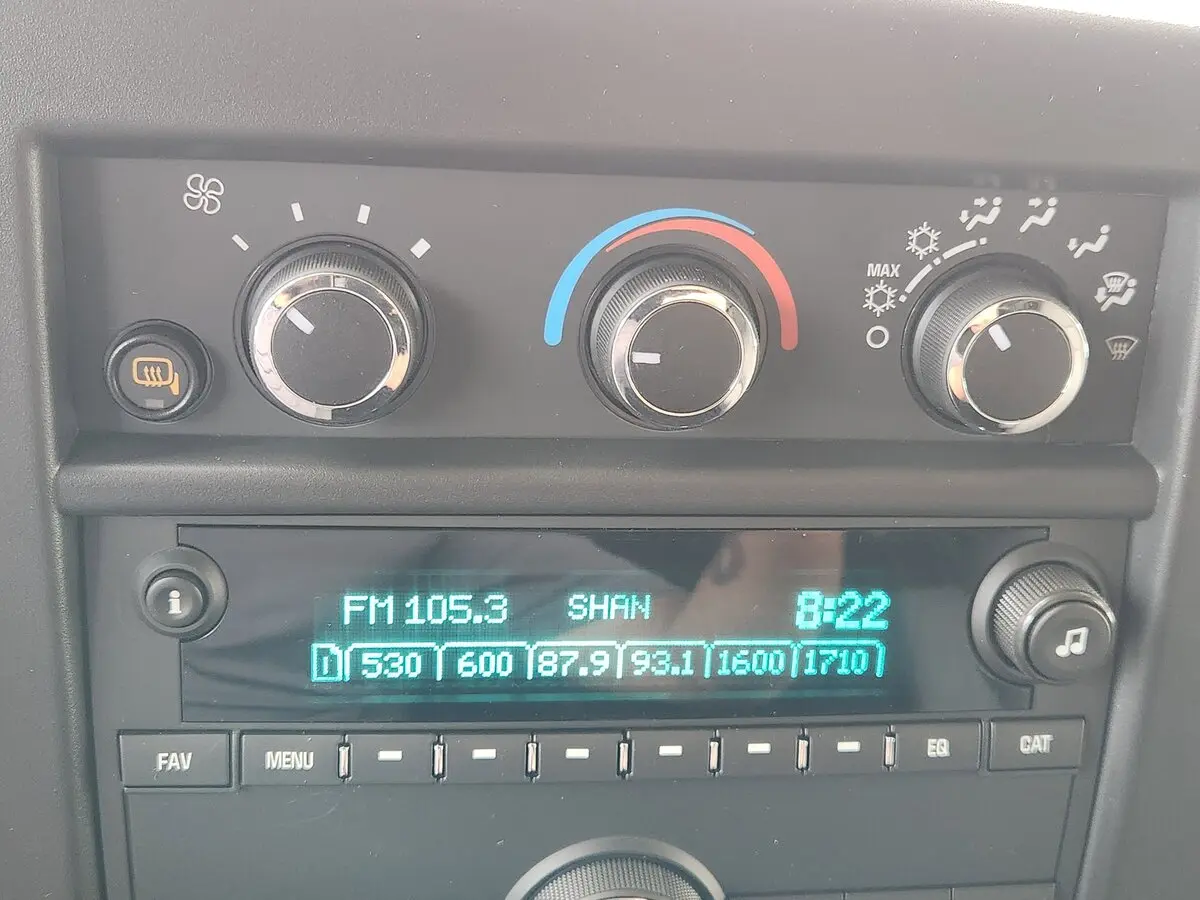 MAX
i
FM 105.3 SHAN 8:22
1 530 600 87.9 93.1 1600 1710
FAV MENU EQ CAT